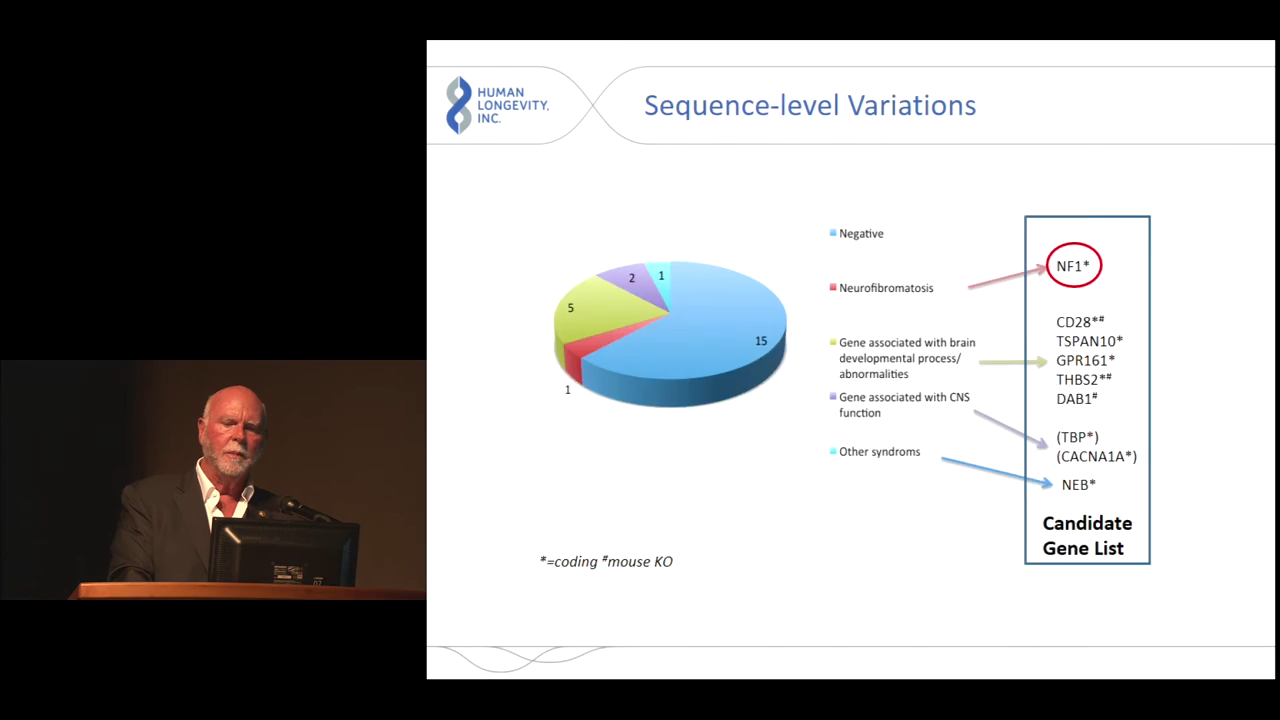 HUMAN
LONGEVITY,
INC.
Sequence-level Variations
2
1
5
15
1
Negative
Neurofibromatosis
Gene associated with brain
developmental process/
abnormalities
Gene associated with CNS
function
Other syndroms
NF1*
CD28*#
TSPAN10*
GPR161*
THBS2*#
DAB1#
(TBP*)
(CACNA1A*)
NEB*
Candidate
Gene List
*=coding #mouse KO